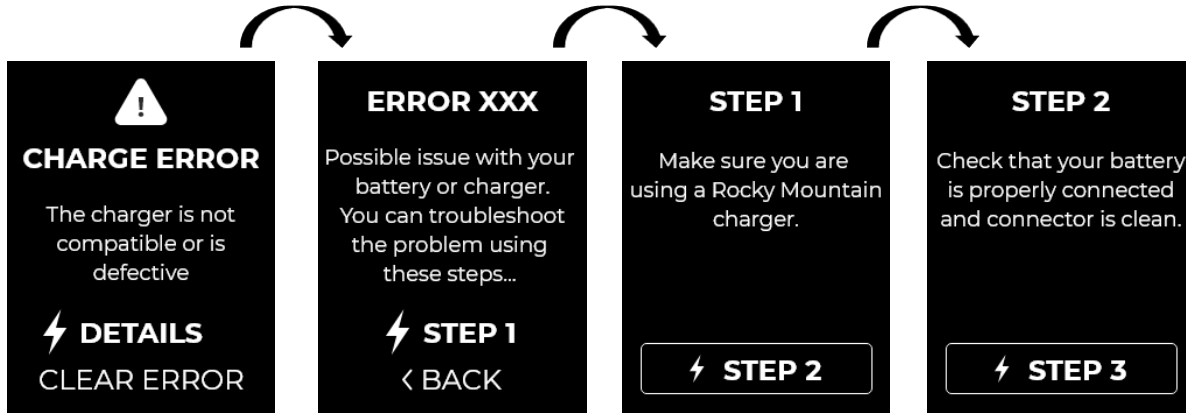 CHARGE ERROR
The charger is not
compatible or is
defective
DETAILS
CLEAR ERROR
ERROR XXX
Possible issue with your
battery or charger.
You can troubleshoot
the problem using
these steps...
STEP 1
< BACK
STEP 1
Make sure you are
using a Rocky Mountain
charger.
STEP 2
STEP 2
Check that your battery
is properly connected
and connector is clean.
STEP 3